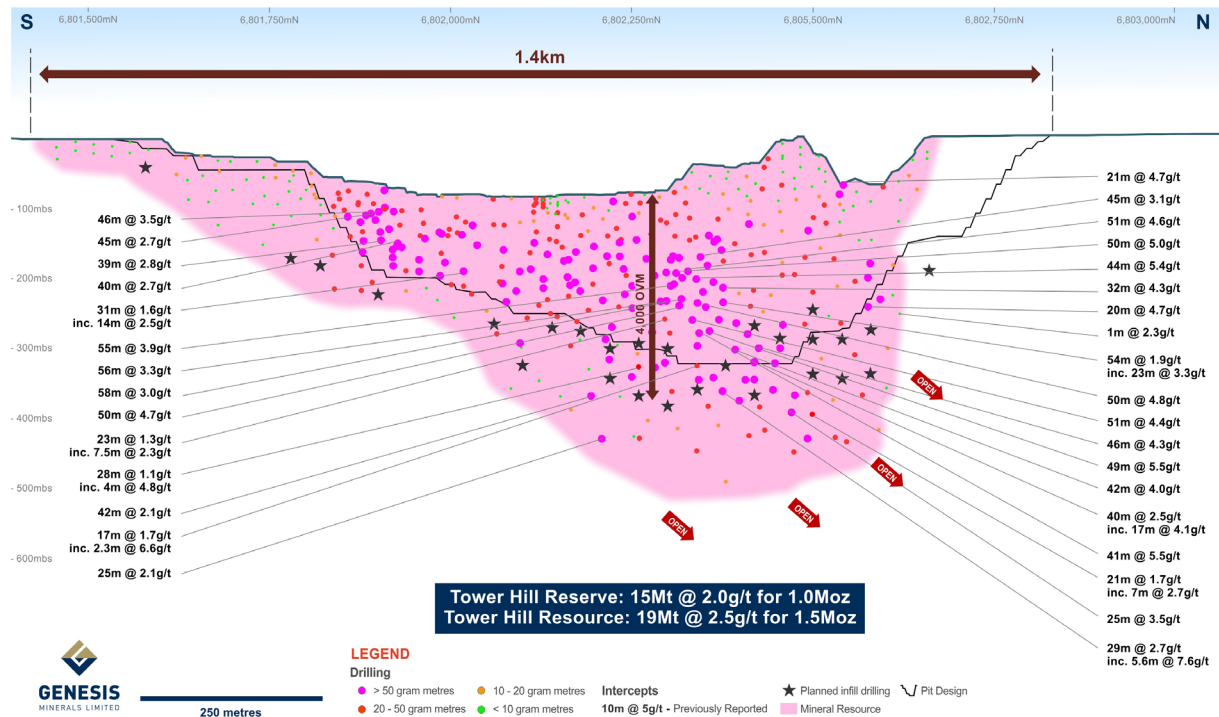 S
6,801,500mN
6,801,750mN
6,802,000mN
6,802,250mN
6,805,500mN
6,802,750mN
6,803,000mN
N
1.4km
- 100mbs
- 200mbs
- 300mbs
- 400mbs
- 500mbs
- 600mbs
46m @ 3.5g/t
45m @ 2.7g/t
39m @ 2.8g/t
40m @ 2.7g/t
31m @ 1.6g/t
inc. 14m @ 2.5g/t
55m @ 3.9g/t
56m @ 3.3g/t
58m @ 3.0g/t
50m @ 4.7g/t
23m @ 1.3g/t
inc. 7.5m @ 2.3g/t
28m @ 1.1g/t
inc. 4m @ 4.8g/t
42m @ 2.1g/t
17m @ 1.7g/t
inc. 2.3m @ 6.6g/t
25m @ 2.1g/t
4,000 OVM
OPEN
OPEN
OPEN
OPEN
21m @ 4.7g/t
45m @ 3.1g/t
51m @ 4.6g/t
50m @ 5.0g/t
44m @ 5.4g/t
32m @ 4.3g/t
20m @ 4.7g/t
1m @ 2.3g/t
54m @ 1.9g/t
inc. 23m @ 3.3g/t
50m @ 4.8g/t
51m @ 4.4g/t
46m @ 4.3g/t
49m @ 5.5g/t
42m @ 4.0g/t
40m @ 2.5g/t
inc. 17m @ 4.1g/t
41m @ 5.5g/t
21m @ 1.7g/t
inc. 7m @ 2.7g/t
25m @ 3.5g/t
29m @ 2.7g/t
inc. 5.6m @ 7.6g/t
Tower Hill Reserve: 15Mt @ 2.0g/t for 1.0Moz
Tower Hill Resource: 19Mt @ 2.5g/t for 1.5Moz
GENESIS
MINERALS LIMITED
250 metres
LEGEND
Drilling
> 50 gram metres
20 - 50 gram metres
10 - 20 gram metres
< 10 gram metres
Intercepts
10m @ 5g/t - Previously Reported
Planned infill drilling
Mineral Resource
Pit Design